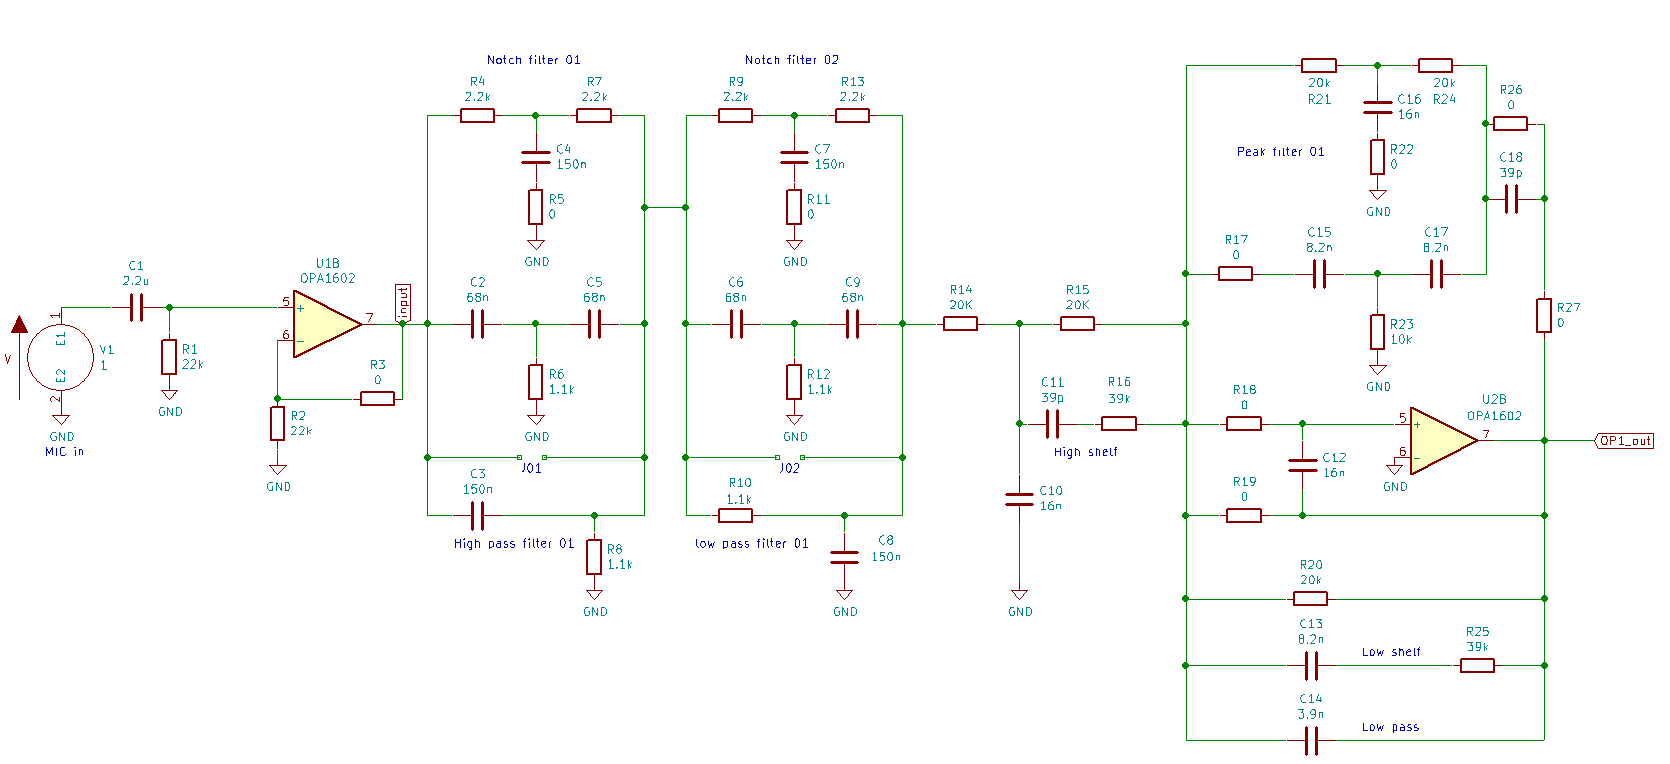 Notch filter 01
R4
2.2k
R7
2.2k
C4
150n
R5
0
GND
C2
68n
C5
68n
R6
1.1k
GND
J01
C3
150n
High pass filter 01
R8
1.1k
GND
Notch filter 02
R9
2.2k
R13
2.2k
C7
150n
R11
0
GND
C6
68n
C9
68n
R12
1.1k
GND
J02
R10
1.1k
low pass filter 01
C8
150n
GND
V
V1
1
E1
E2
1
2
GND
MIC in
C1
2.2u
R1
22k
GND
U1B
OPA1602
5
+
6
-
7
input
R3
0
R2
22k
GND
R14
20K
R15
20K
C11
39p
R16
39k
High shelf
C10
16n
GND
20k
R21
20k
R24
C16
16n
R22
0
GND
Peak filter 01
R26
0
C18
39p
R17
0
C15
8.2n
C17
8.2n
R23
10k
GND
R27
0
R18
0
C12
16n
R19
0
U2B
OPA1602
5
+
6
-
7
GND
OP1_out
R20
20k
C13
8.2n
Low shelf
R25
39k
C14
3.9n
Low pass